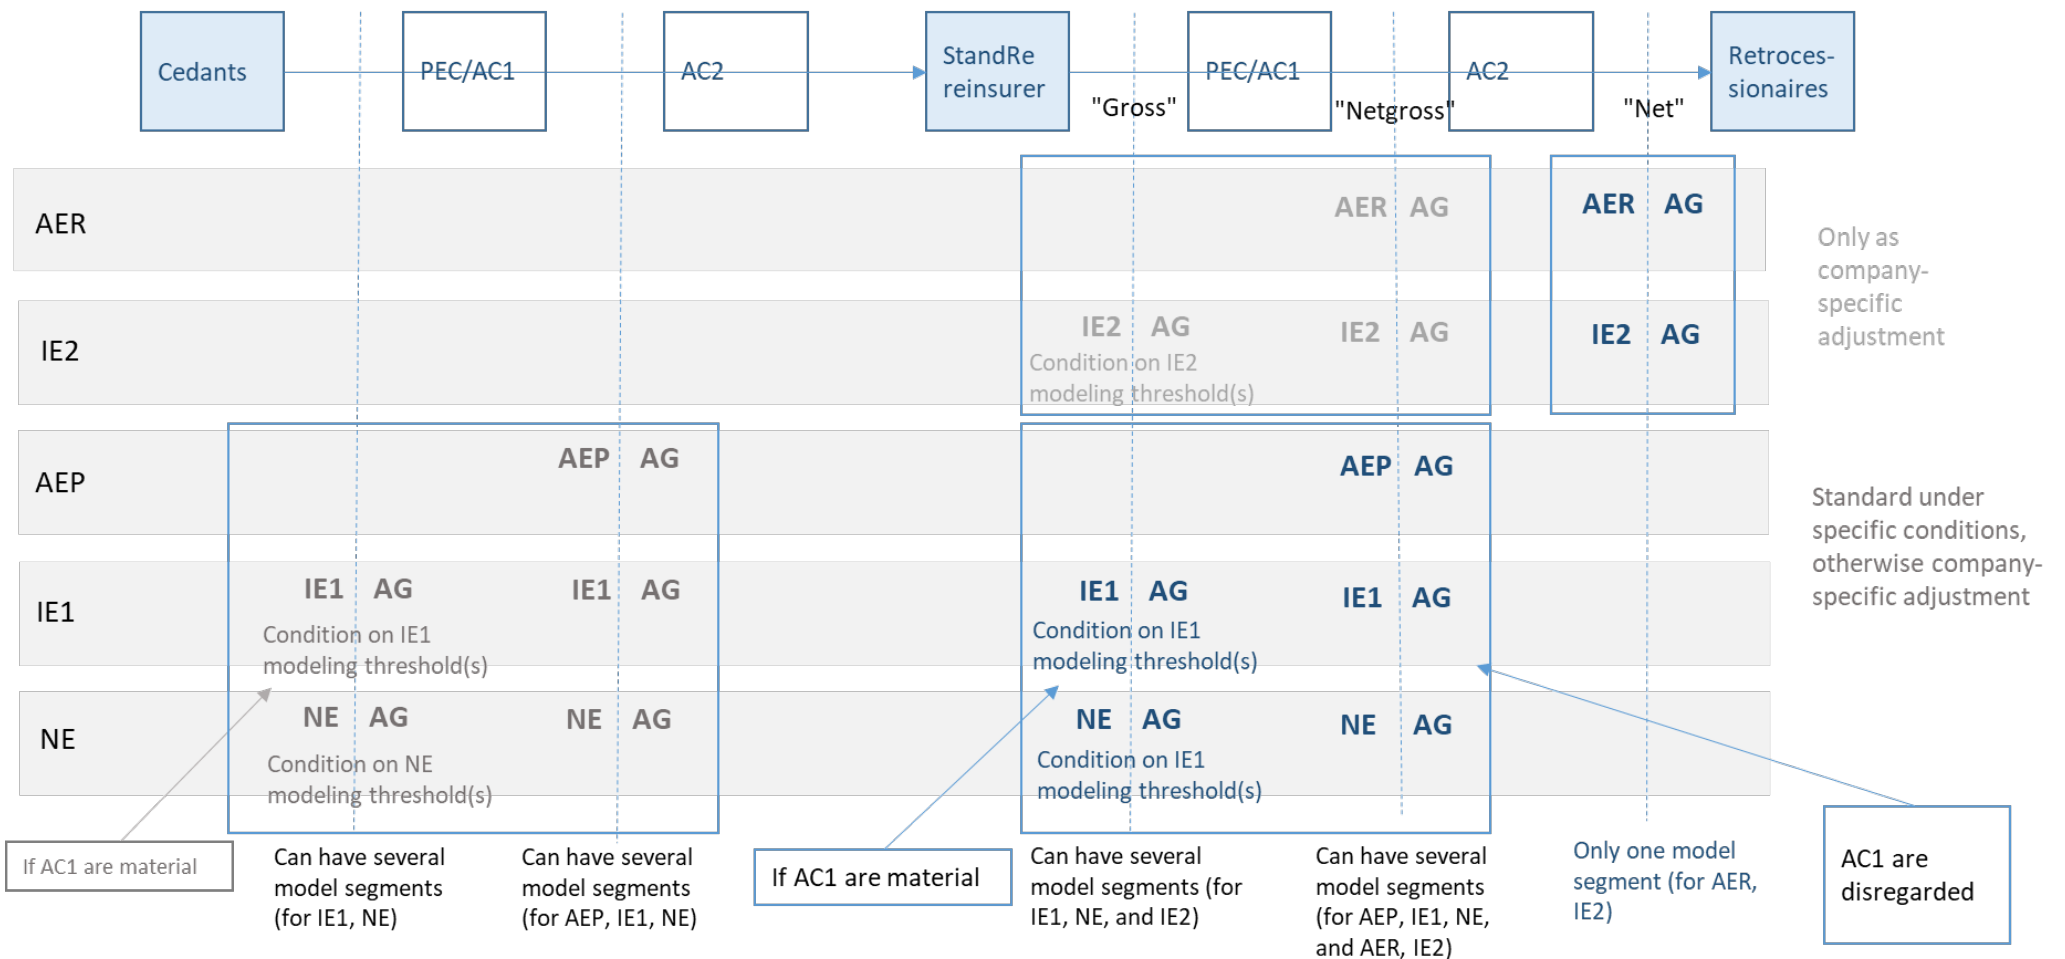 Cedants
PEC/AC1
AC2
StandRe
reinsurer
"Gross"
PEC/AC1
"Netgross"
AC2
"Net"
Retroces-
sionaires
AER
AER AG
AER AG
Only as
company-
specific
adjustment
IE2
IE2 AG
Condition on IE2
modeling threshold(s)
IE2 AG
IE2 AG
AEP
AEP AG
AEP AG
Standard under
specific conditions,
otherwise company-
specific adjustment
IE1
IE1 AG
Condition on IE1
modeling threshold(s)
IE1 AG
IE1 AG
Condition on IE1
modeling threshold(s)
IE1 AG
NE
NE AG
Condition on NE
modeling threshold(s)
NE AG
NE AG
Condition on IE1
modeling threshold(s)
NE AG
If AC1 are material
Can have several
model segments
(for IE1, NE)
Can have several
model segments
(for AEP, IE1, NE)
If AC1 are material
Can have several
model segments (for
IE1, NE, and IE2)
Can have several
model segments
(for AEP, IE1, NE,
and AER, IE2)
Only one model
segment (for AER,
IE2)
AC1 are
disregarded